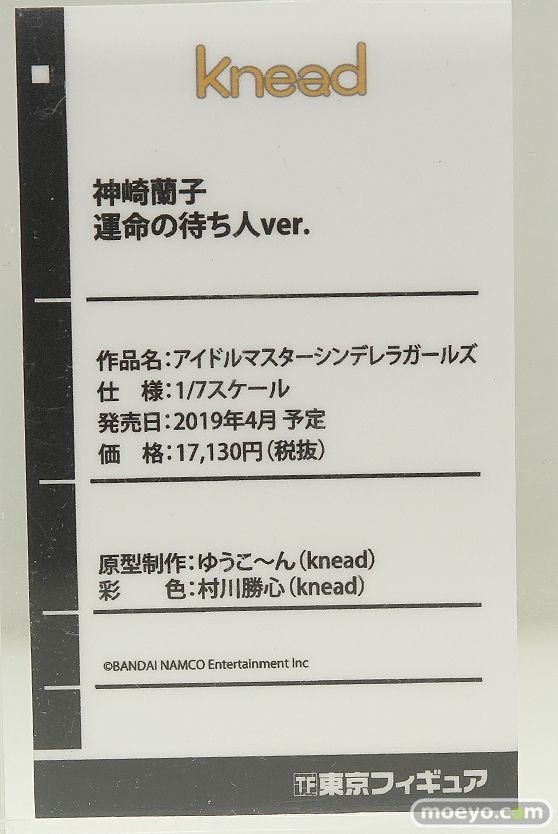 knead
神崎蘭子
運命の待ち人ver.
作品名:アイドルマスターシンデレラガールズ
仕　様:1/7スケール
発売日:2019年4月 予定
価　格:17,130円(税抜)
原型制作:ゆうこ〜ん(knead)
彩　　色:村川勝心(knead)
©BANDAI NAMCO Entertainment Inc
TF東京フィギュア
moeyo.com